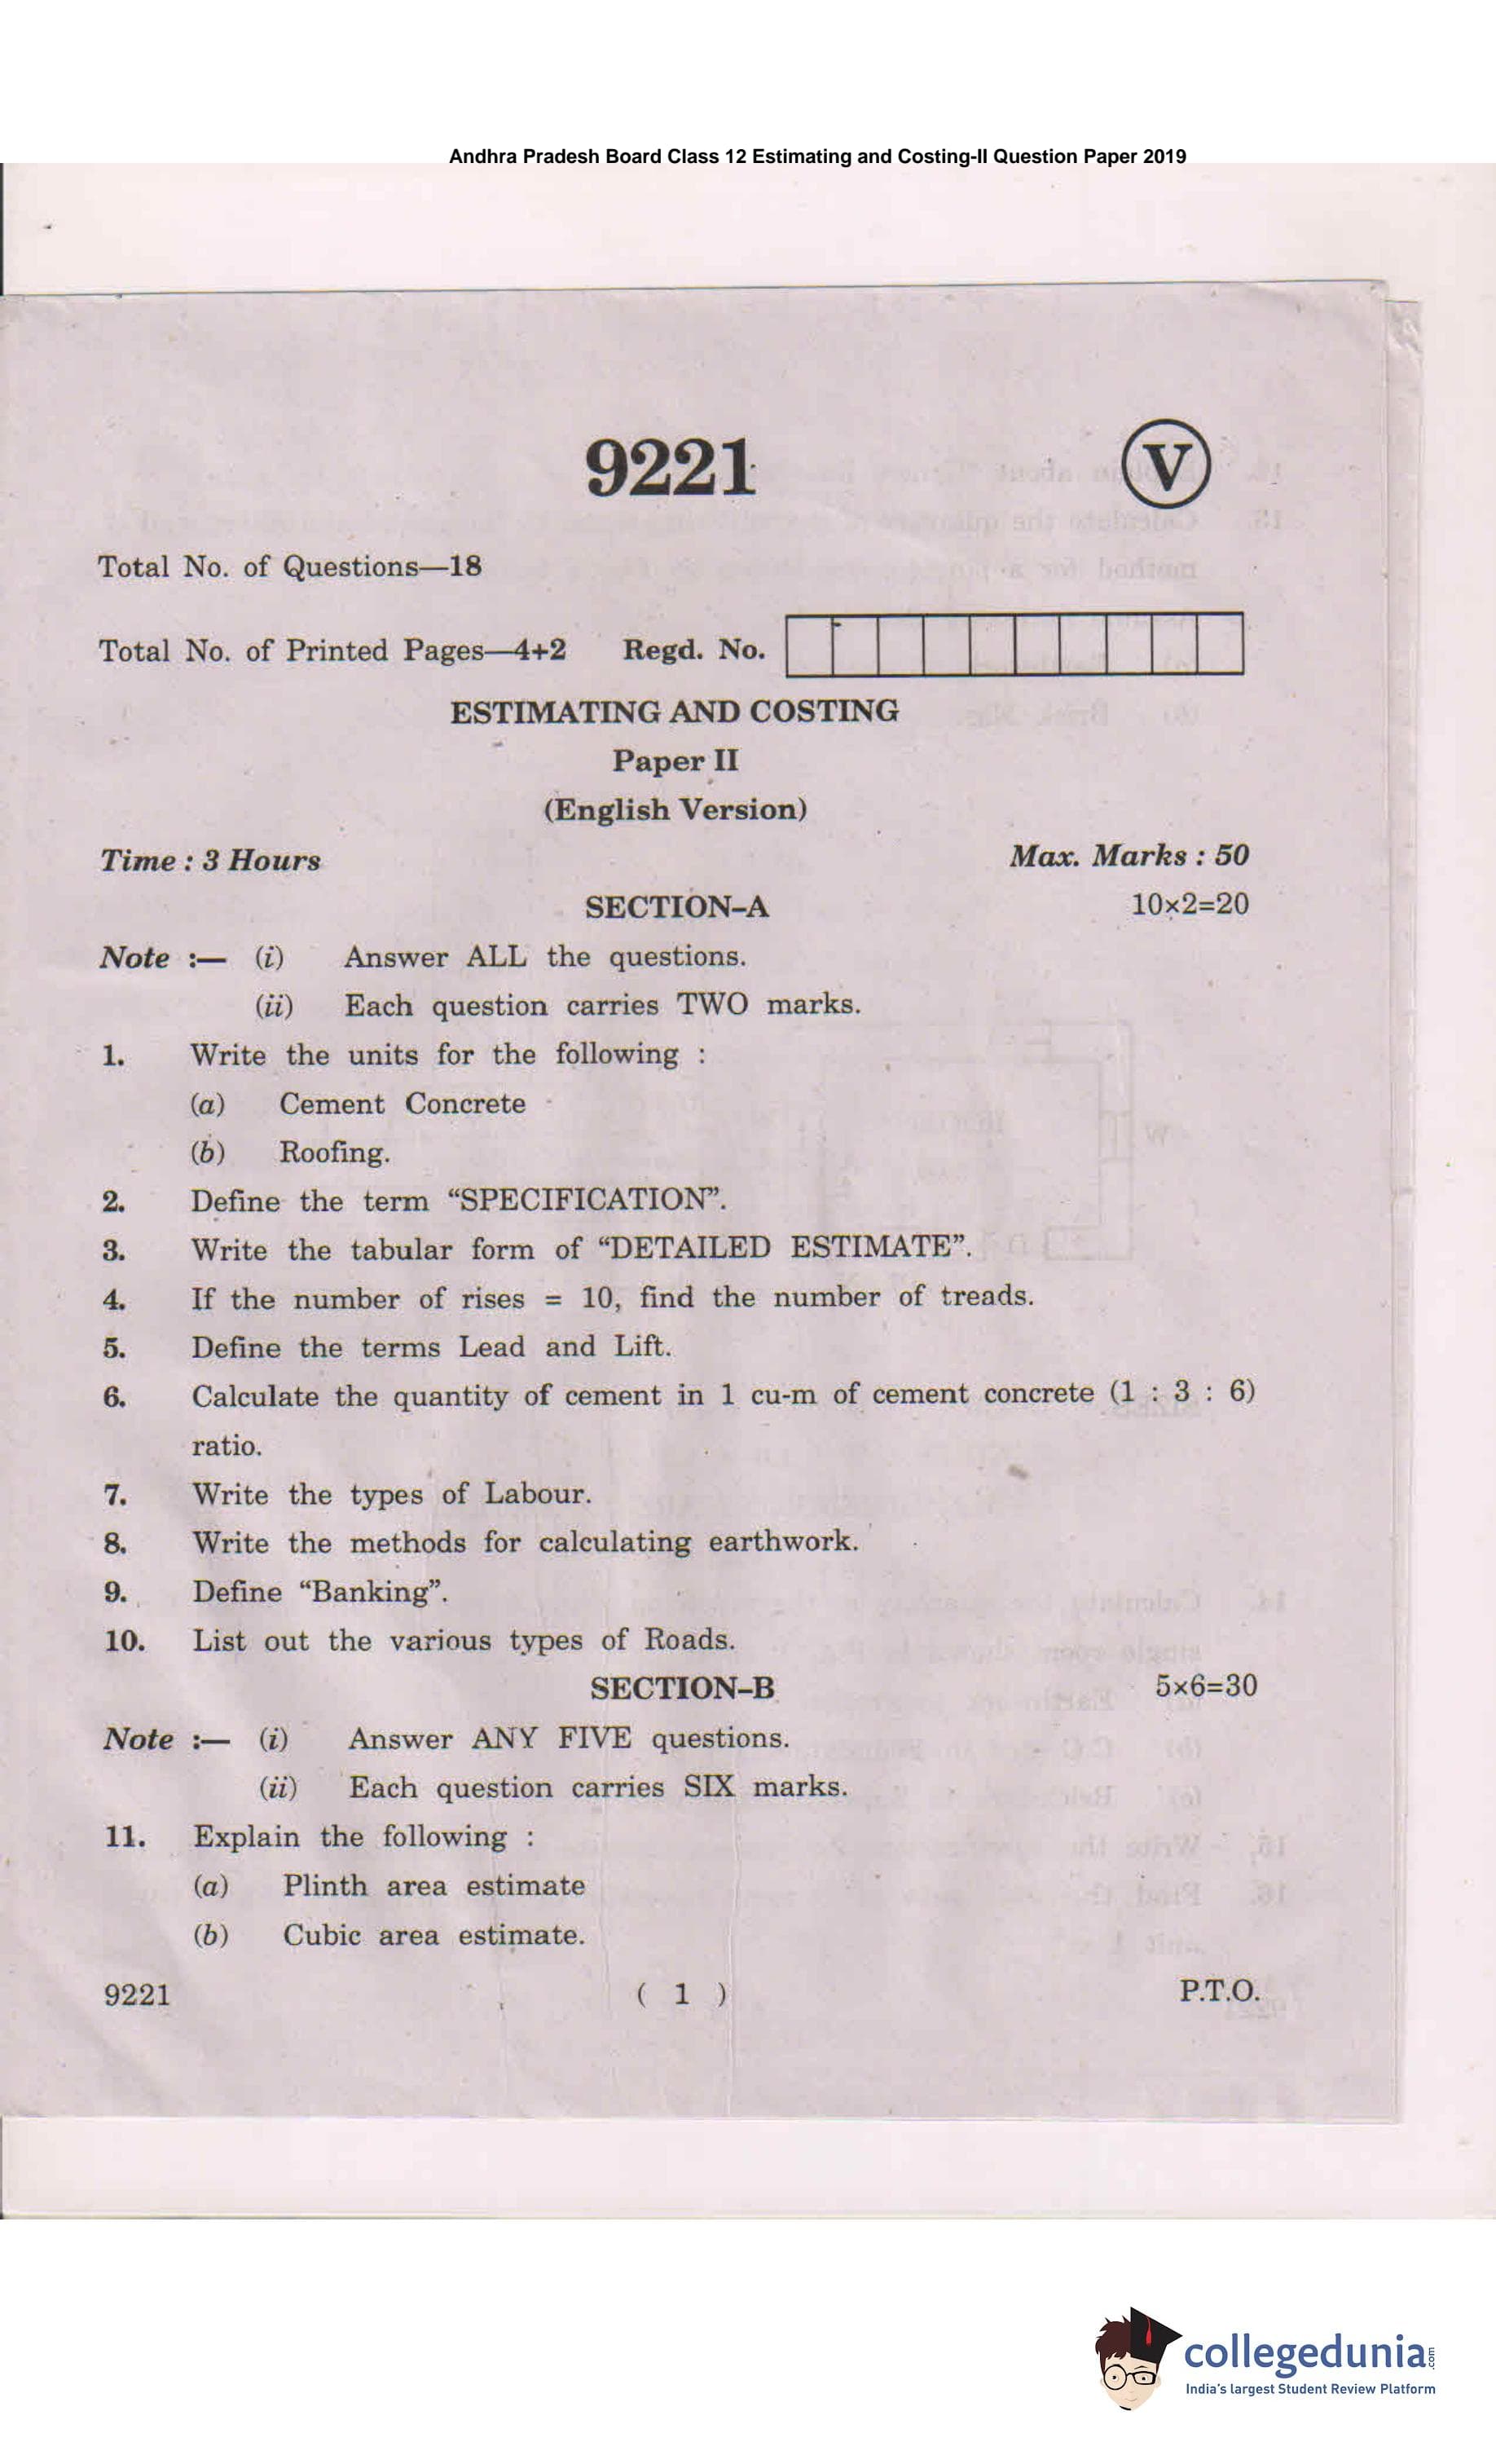 Andhra Pradesh Board Class 12 Estimating and Costing-II Question Paper 2019
9221
V
Total No. of Questions—18
Total No. of Printed Pages—4+2 Regd. No.
ESTIMATING AND COSTING
Paper II
(English Version)
Time : 3 Hours Max. Marks : 50
SECTION–A 10×2=20
Note :— (i) Answer ALL the questions.
(ii) Each question carries TWO marks.
1. Write the units for the following :
(a) Cement Concrete
(b) Roofing.
2. Define the term “SPECIFICATION”.
3. Write the tabular form of “DETAILED ESTIMATE”.
4. If the number of rises = 10, find the number of treads.
5. Define the terms Lead and Lift.
6. Calculate the quantity of cement in 1 cu-m of cement concrete (1 : 3 : 6)
ratio.
7. Write the types of Labour.
8. Write the methods for calculating earthwork.
9. Define “Banking”.
10. List out the various types of Roads.
SECTION–B 5×6=30
Note :— (i) Answer ANY FIVE questions.
(ii) Each question carries SIX marks.
11. Explain the following :
(a) Plinth area estimate
(b) Cubic area estimate.
9221 ( 1 ) P.T.O.
collegedunia.com
India's largest Student Review Platform